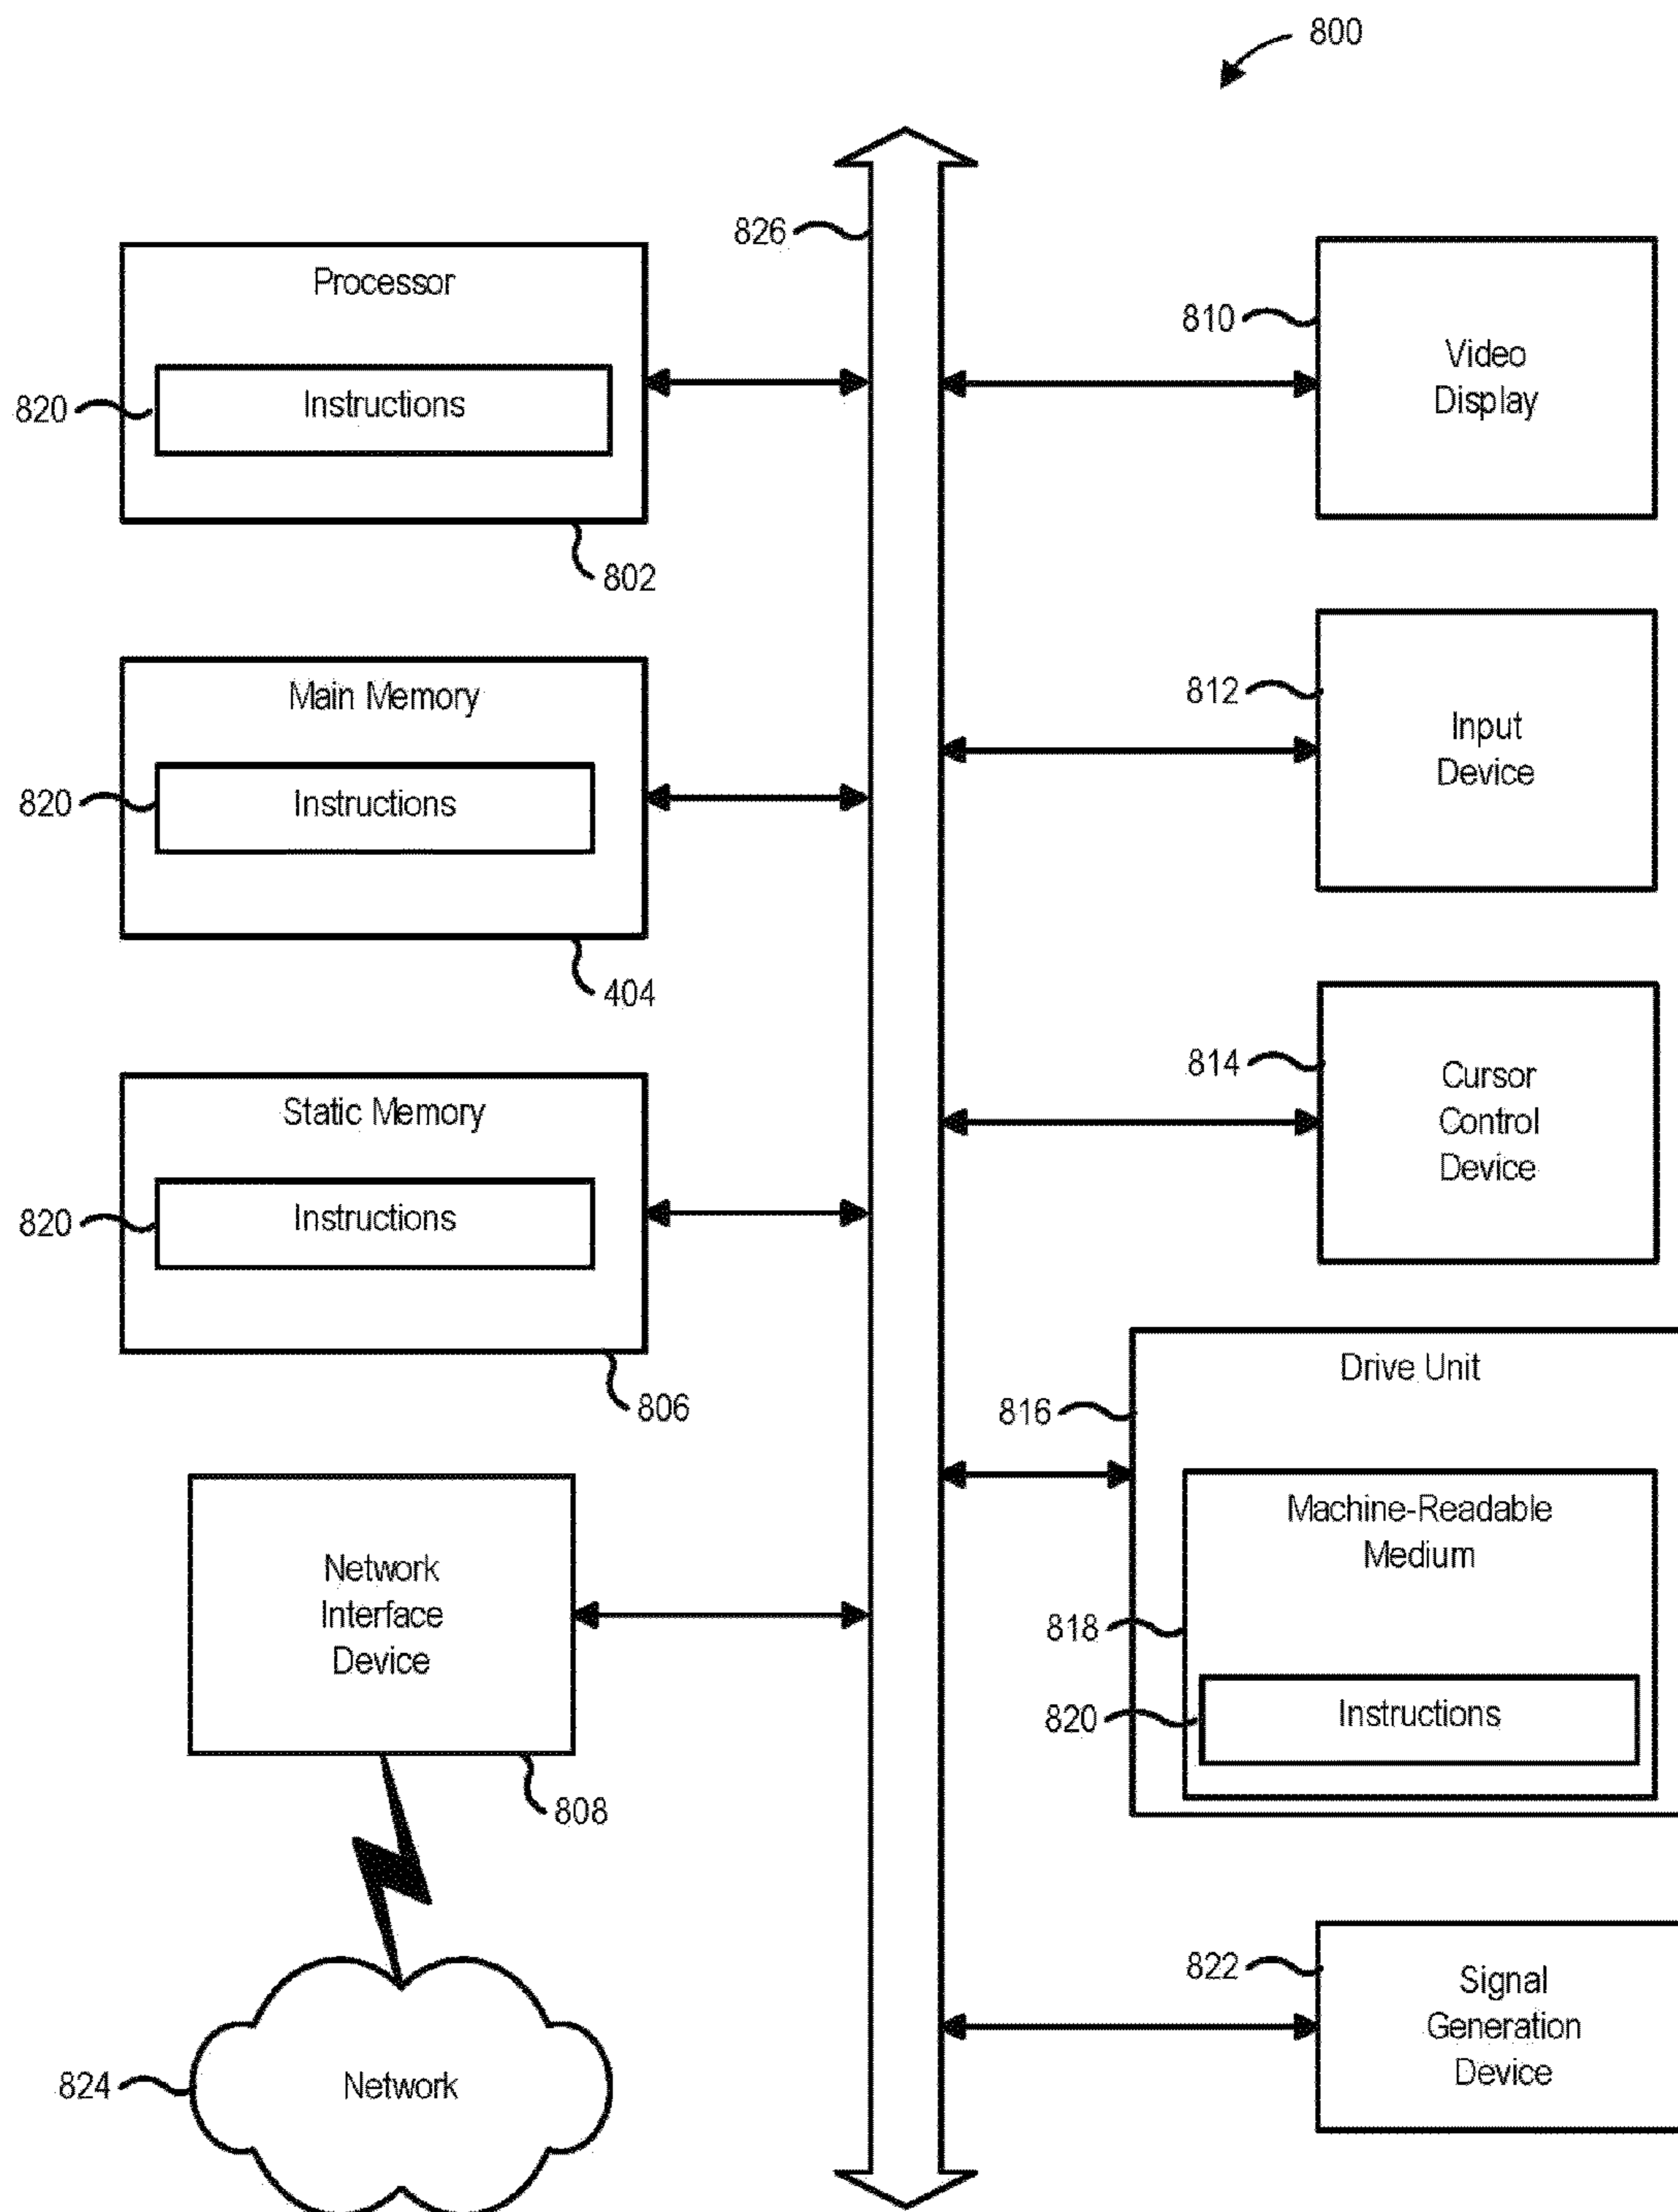 800
826
Processor
820
Instructions
802
810
Video
Display
Main Memory
820
Instructions
404
812
Input
Device
Static Memory
820
Instructions
806
814
Cursor
Control
Device
Drive Unit
816
Machine-Readable
Medium
818
820
Instructions
Network
Interface
Device
808
824
Network
822
Signal
Generation
Device